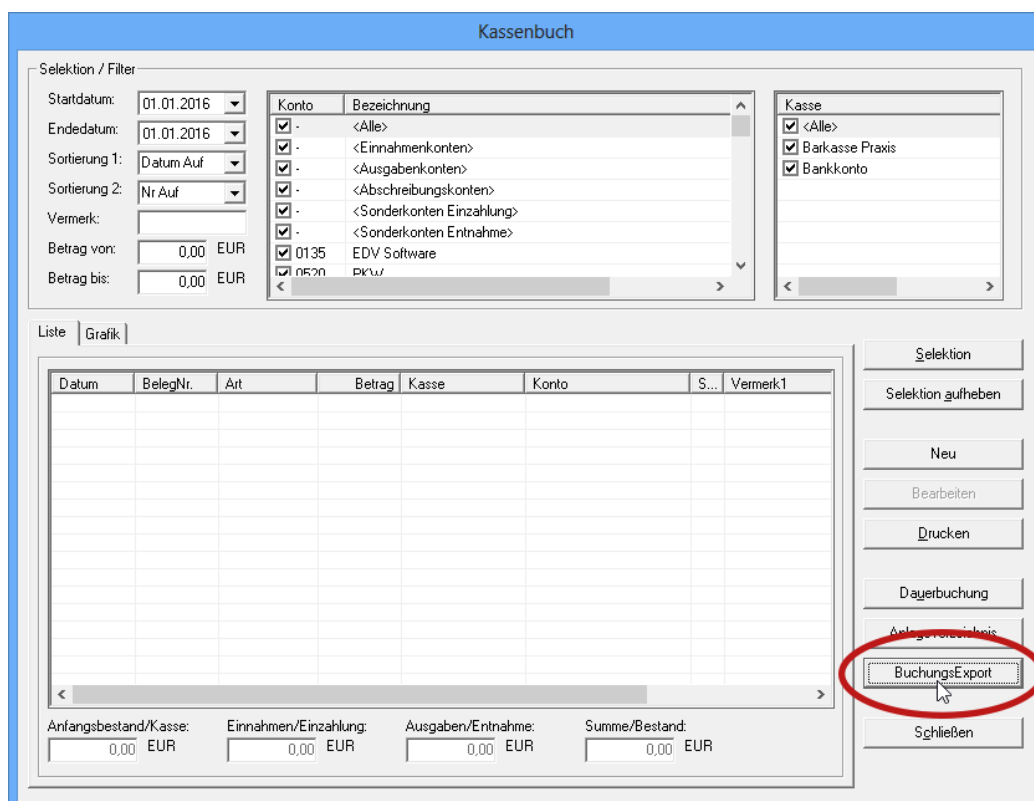 Kassenbuch
Selektion / Filter
Startdatum: 01.01.2016
Endedatum: 01.01.2016
Sortierung 1: Datum Auf
Sortierung 2: Nr Auf
Vermerk:
Betrag von: 0,00 EUR
Betrag bis: 0,00 EUR
Konto Bezeichnung
- <Alle>
- <Einnahmenkonten>
- <Ausgabenkonten>
- <Abschreibungskonten>
- <Sonderkonten Einzahlung>
- <Sonderkonten Entnahme>
0135 EDV Software
0520 PKW
Kasse
<Alle>
Barkasse Praxis
Bankkonto
Liste Grafik
Datum BelegNr. Art Betrag Kasse Konto S... Vermerk1
Anfangsbestand/Kasse: Einnahmen/Einzahlung: Ausgaben/Entnahme: Summe/Bestand:
0,00 EUR 0,00 EUR 0,00 EUR 0,00 EUR
Selektion
Selektion aufheben
Neu
Bearbeiten
Drucken
Dauerbuchung
Anlageverzeichnis
BuchungsExport
Schließen